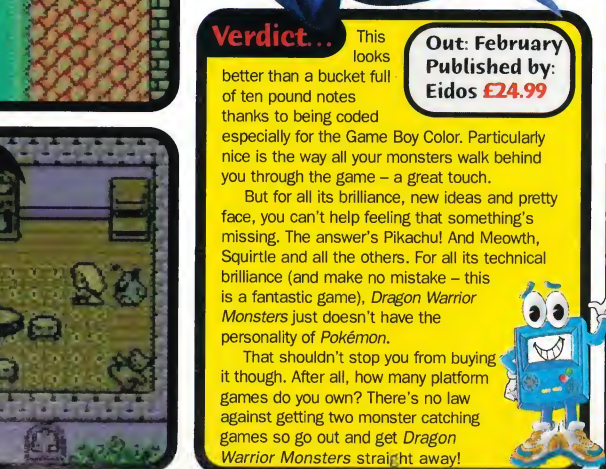 Verdict...
This
looks
better than a bucket full
of ten pound notes
thanks to being coded
especially for the Game Boy Color. Particularly
nice is the way all your monsters walk behind
you through the game – a great touch.
But for all its brilliance, new ideas and pretty
face, you can't help feeling that something's
missing. The answer's Pikachu! And Meowth,
Squirtle and all the others. For all its technical
brilliance (and make no mistake – this
is a fantastic game), Dragon Warrior
Monsters just doesn't have the
personality of Pokémon.
That shouldn't stop you from buying
it though. After all, how many platform
games do you own? There's no law
against getting two monster catching
games so go out and get Dragon
Warrior Monsters straight away!
Out: February
Published by:
Eidos £24.99